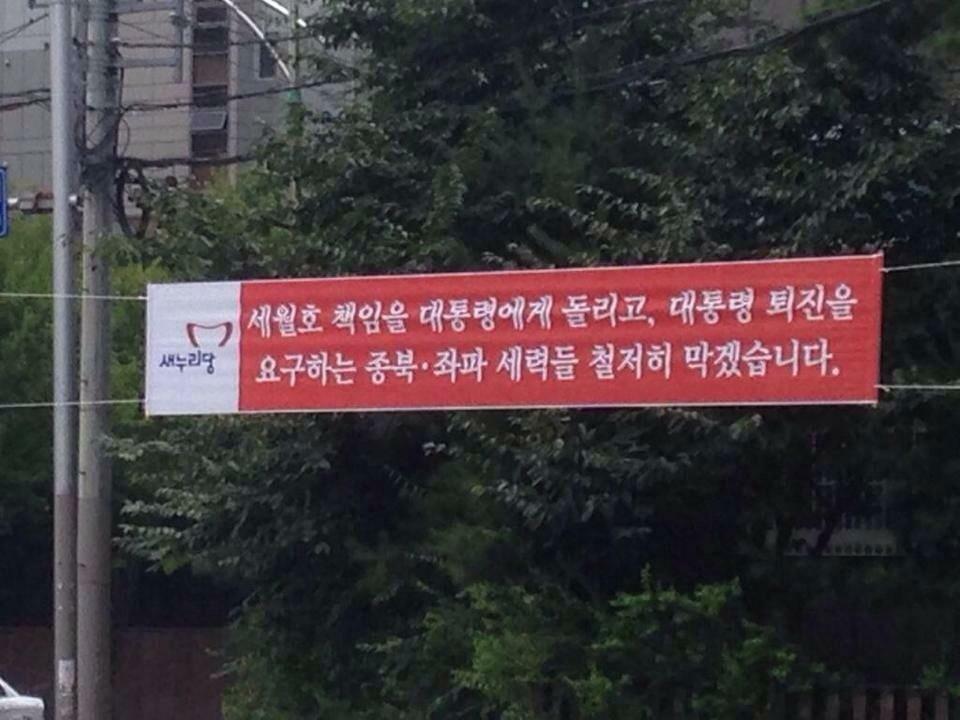 새누리당
세월호 책임을 대통령에게 돌리고, 대통령 퇴진을
요구하는 종북·좌파 세력들 철저히 막겠습니다.